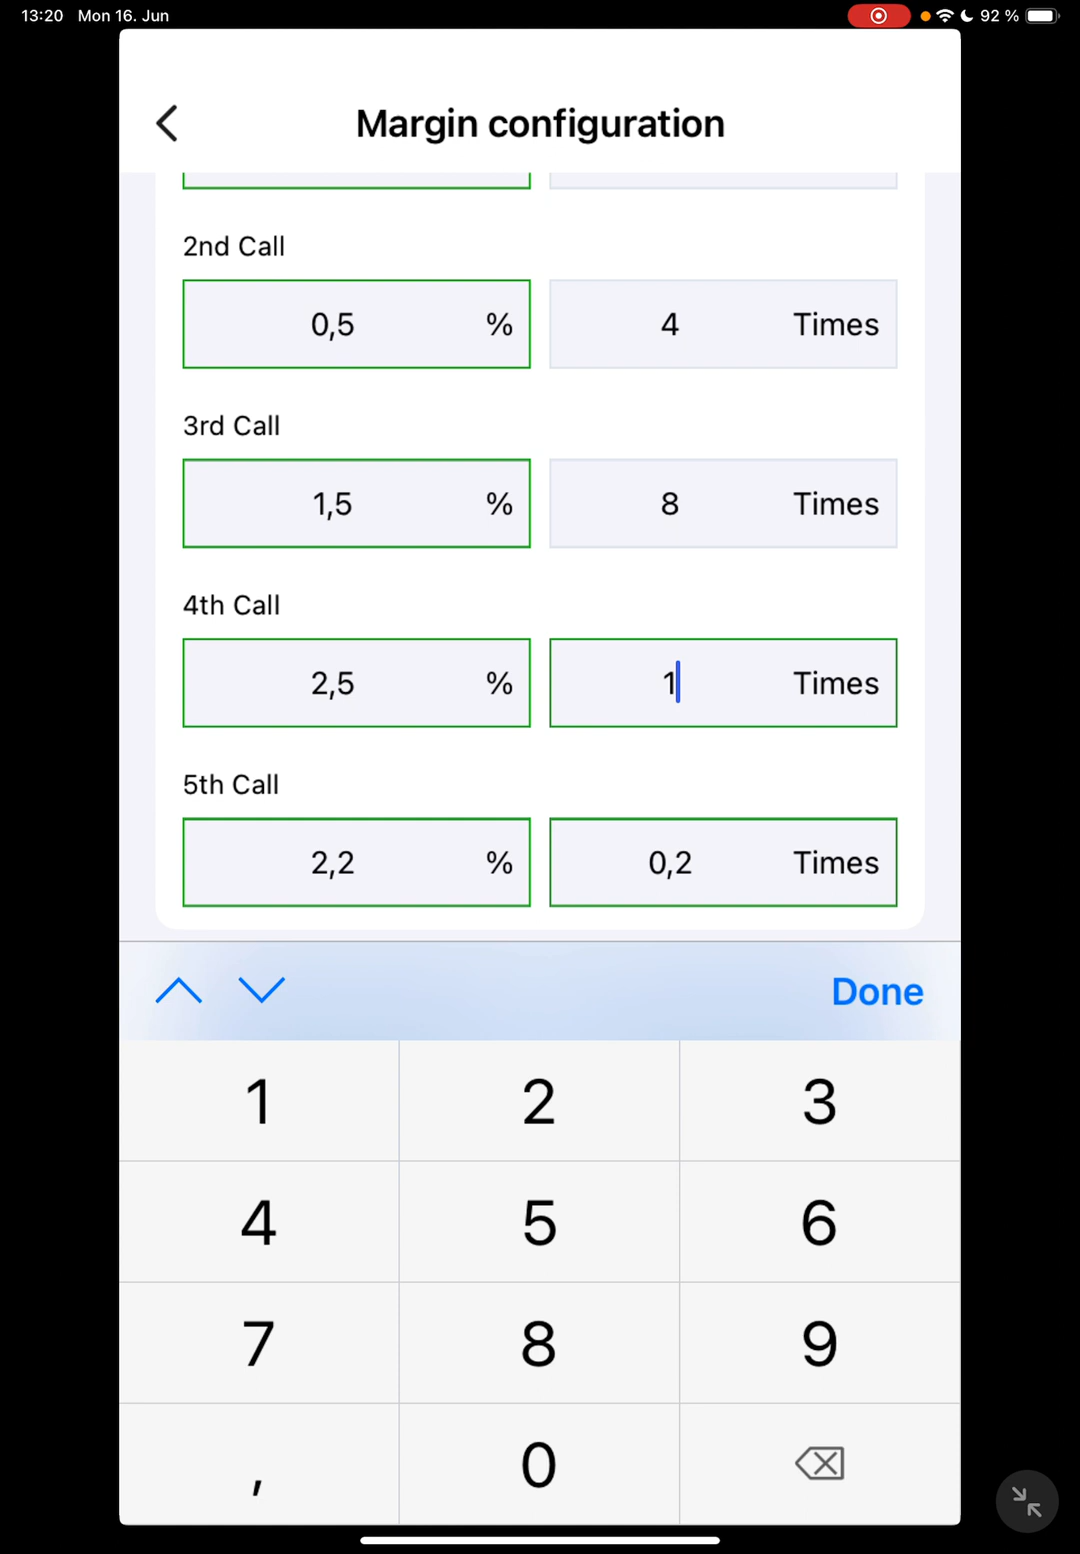 13:20 Mon 16. Jun 92 %
Margin configuration
2nd Call
0,5 % 4 Times
3rd Call
1,5 % 8 Times
4th Call
2,5 % 1 Times
5th Call
2,2 % 0,2 Times
Done
1 2 3
4 5 6
7 8 9
, 0